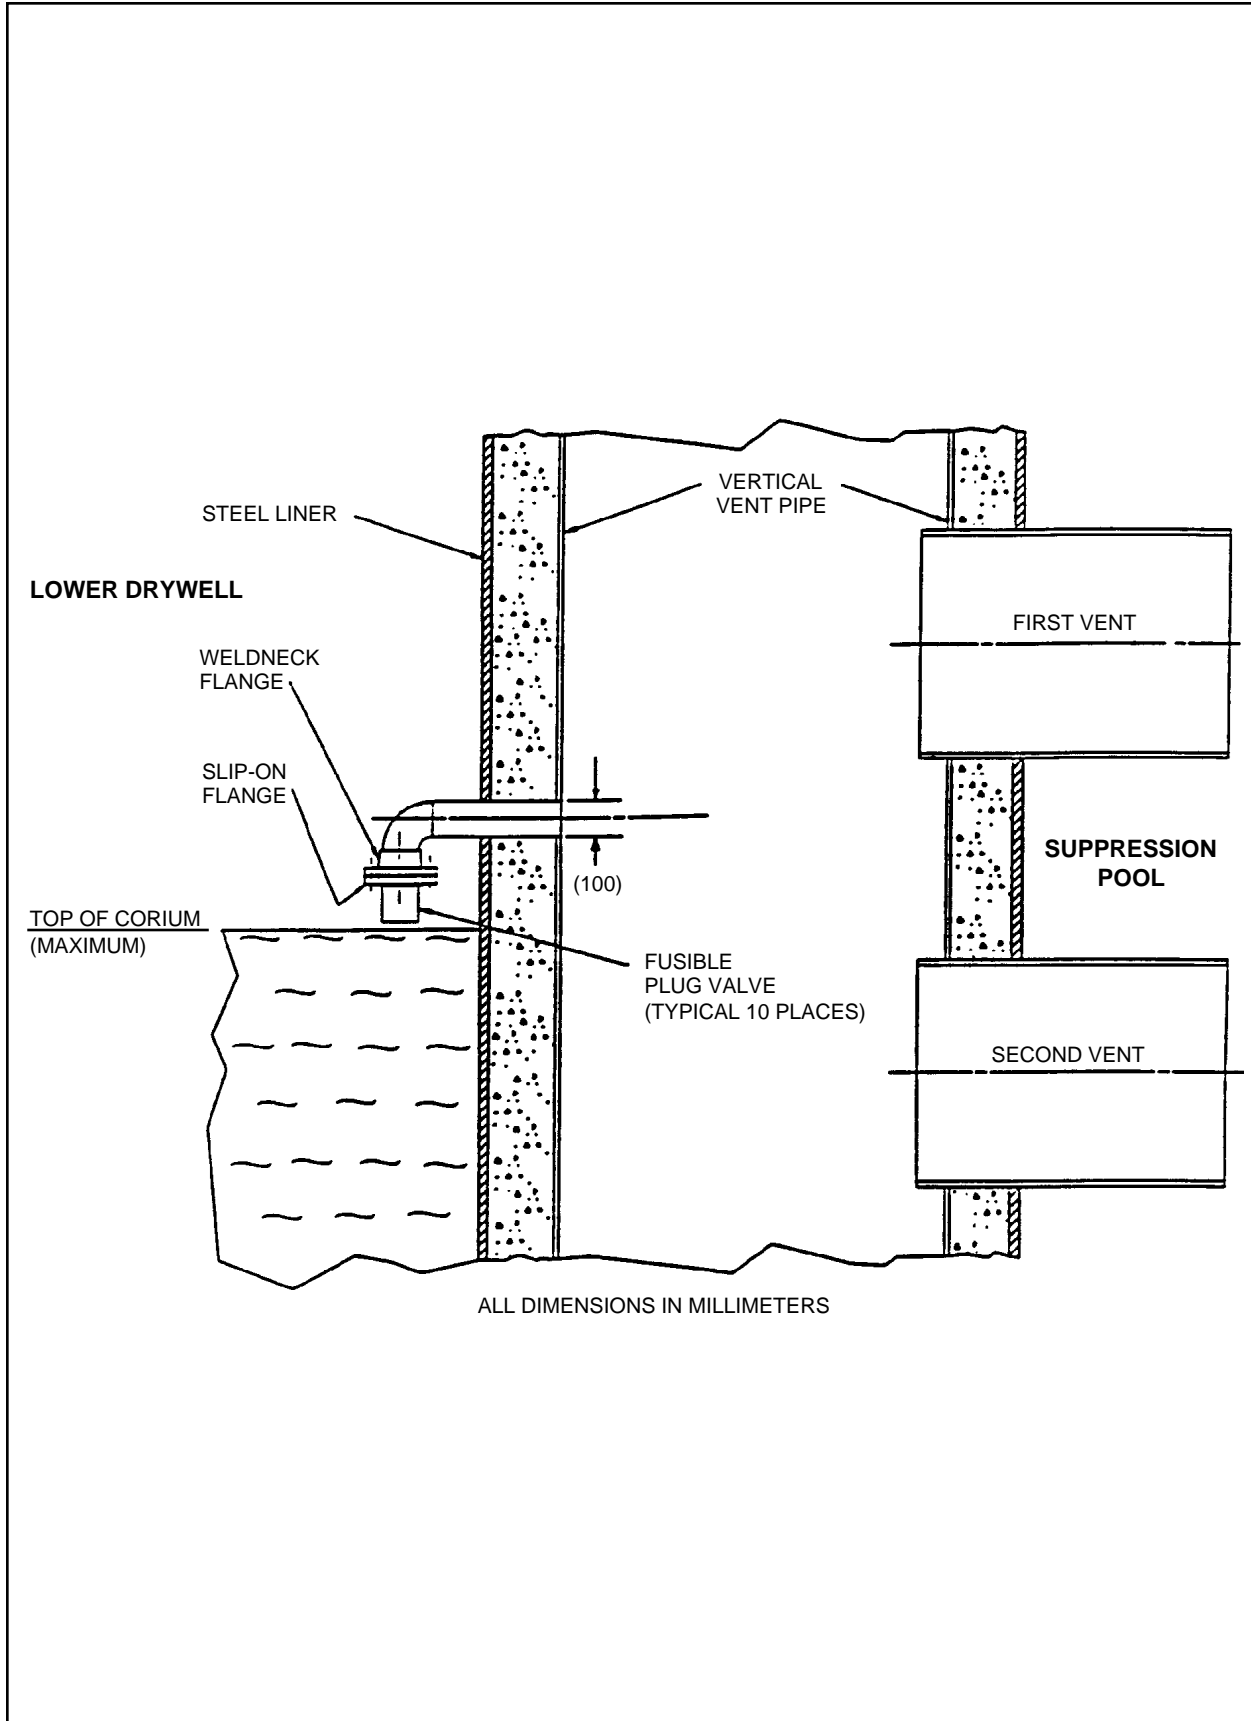 VERTICAL
VENT PIPE
STEEL LINER
LOWER DRYWELL
FIRST VENT
WELDNECK
FLANGE
SLIP-ON
FLANGE
SUPPRESSION
POOL
(100)
TOP OF CORIUM
(MAXIMUM)
FUSIBLE
PLUG VALVE
(TYPICAL 10 PLACES)
SECOND VENT
ALL DIMENSIONS IN MILLIMETERS